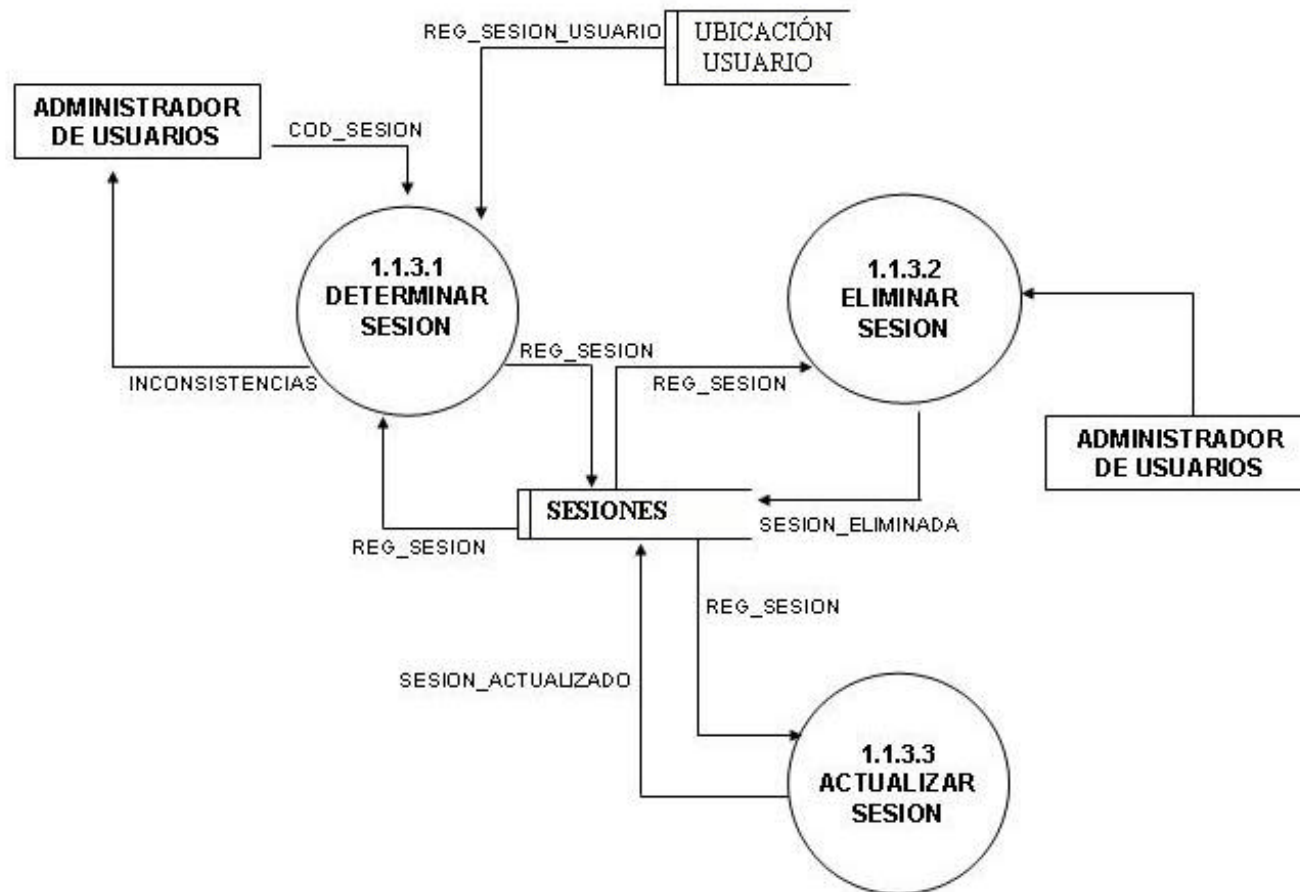 REG_SESION_USUARIO
UBICACIÓN
USUARIO
ADMINISTRADOR
DE USUARIOS
COD_SESION
1.1.3.1
DETERMINAR
SESION
1.1.3.2
ELIMINAR
SESION
REG_SESION
REG_SESION
INCONSISTENCIAS
ADMINISTRADOR
DE USUARIOS
SESIONES
SESION_ELIMINADA
REG_SESION
REG_SESION
SESION_ACTUALIZADO
1.1.3.3
ACTUALIZAR
SESION